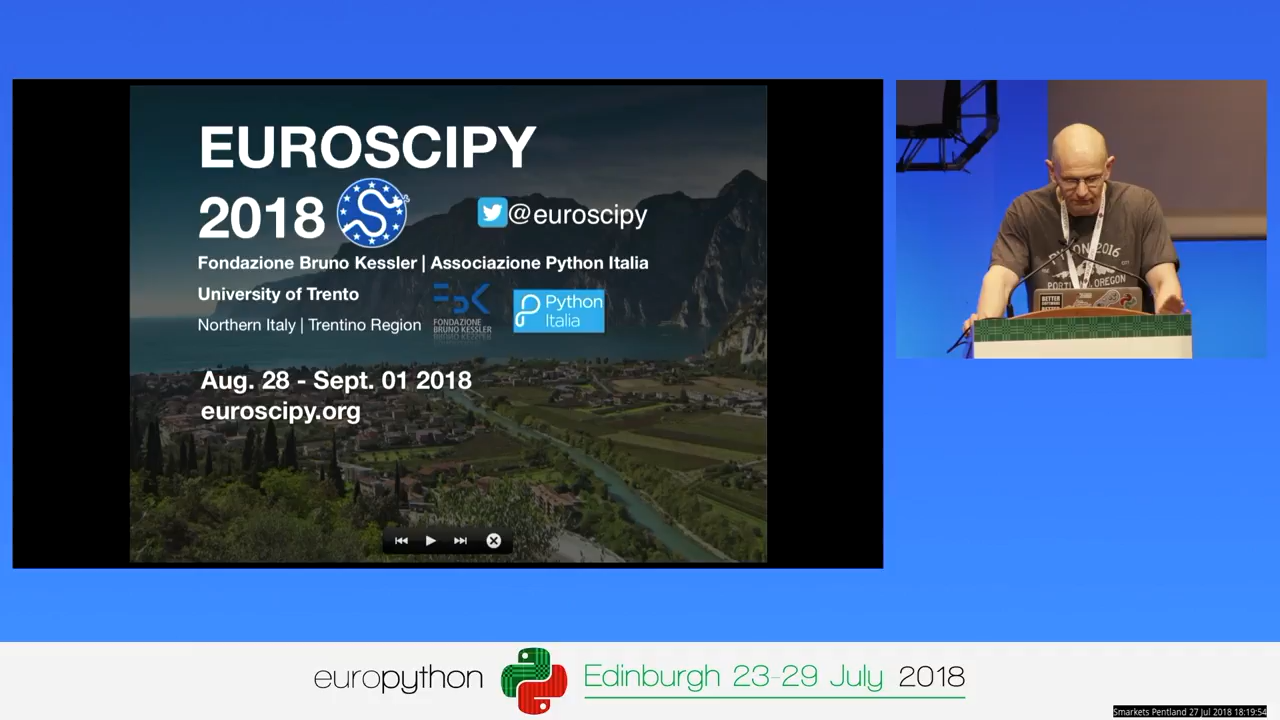 EUROSCIPY
2018
@euroscipy
Fondazione Bruno Kessler | Associazione Python Italia
University of Trento
Northern Italy | Trentino Region
FONDAZIONE
BRUNO KESSLER
Python
Italia
Aug. 28 - Sept. 01 2018
euroscipy.org
2016
PORTLAND, OREGON
BETTER
SOFTWARE
europython
Edinburgh 23-29 July 2018
Smarkets Pentland 27 Jul 2018 18:19:54